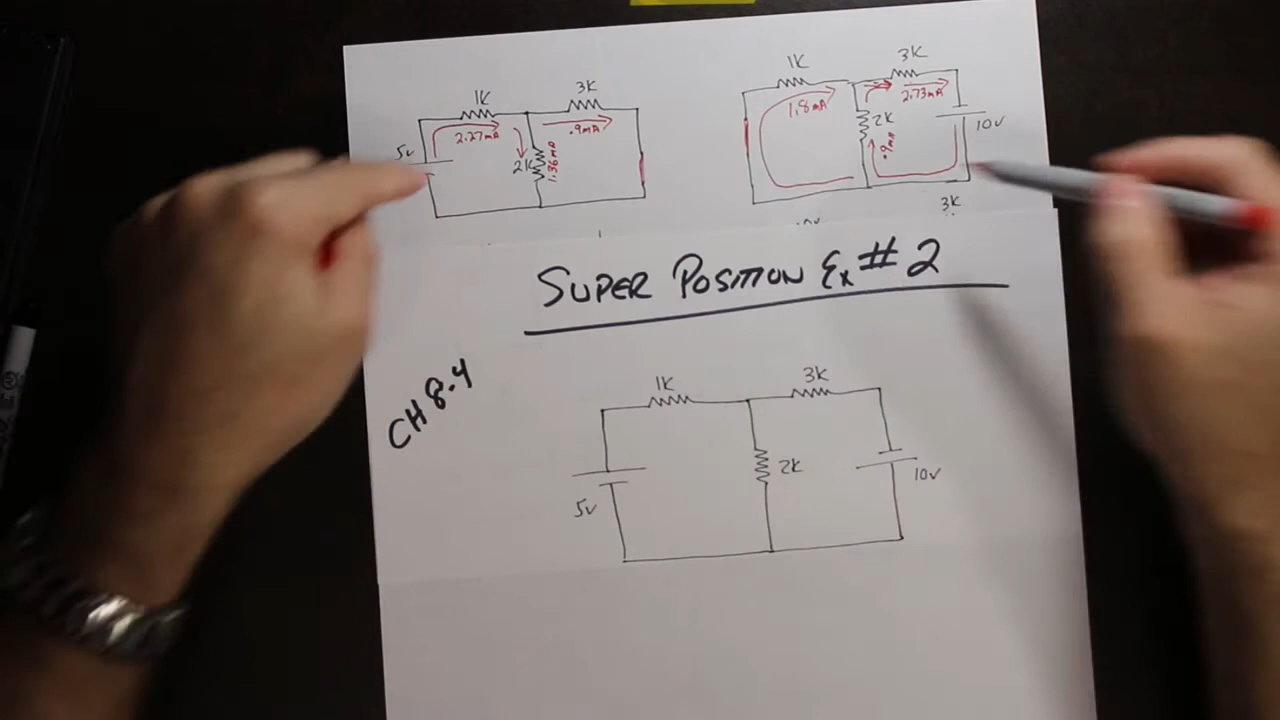 1K
3K
5v
2.27mA
.9mA
2K
1.36mA
1K
3K
1.8mA
2.73mA
2K
10v
.9mA
3K
SUPER POSITION Ex # 2
CH 8.4
1K
3K
2K
5v
10v